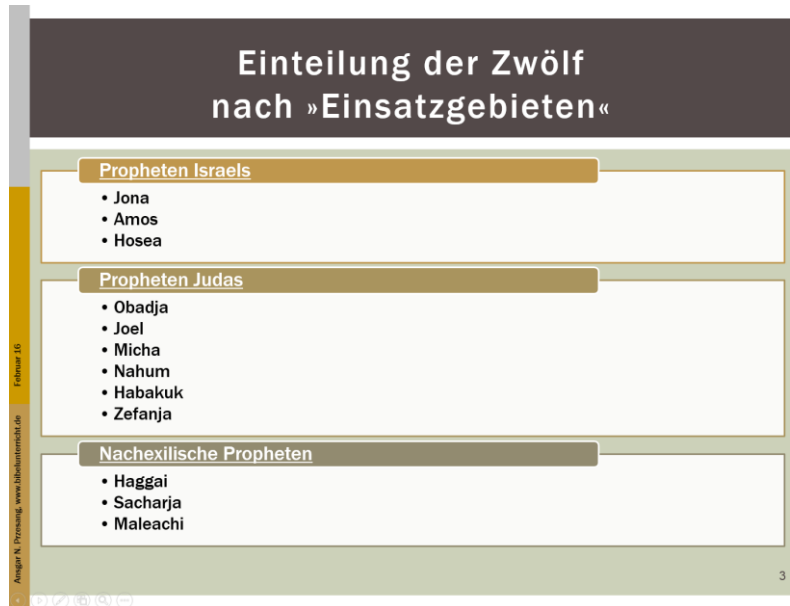 Einteilung der Zwölf
nach »Einsatzgebieten«
Propheten Israels
• Jona
• Amos
• Hosea
Propheten Judas
• Obadja
• Joel
• Micha
• Nahum
• Habakuk
• Zefanja
Nachexilische Propheten
• Haggai
• Sacharja
• Maleachi
Februar 16
Ansgar N. Przesang, www.bibelunterricht.de
3